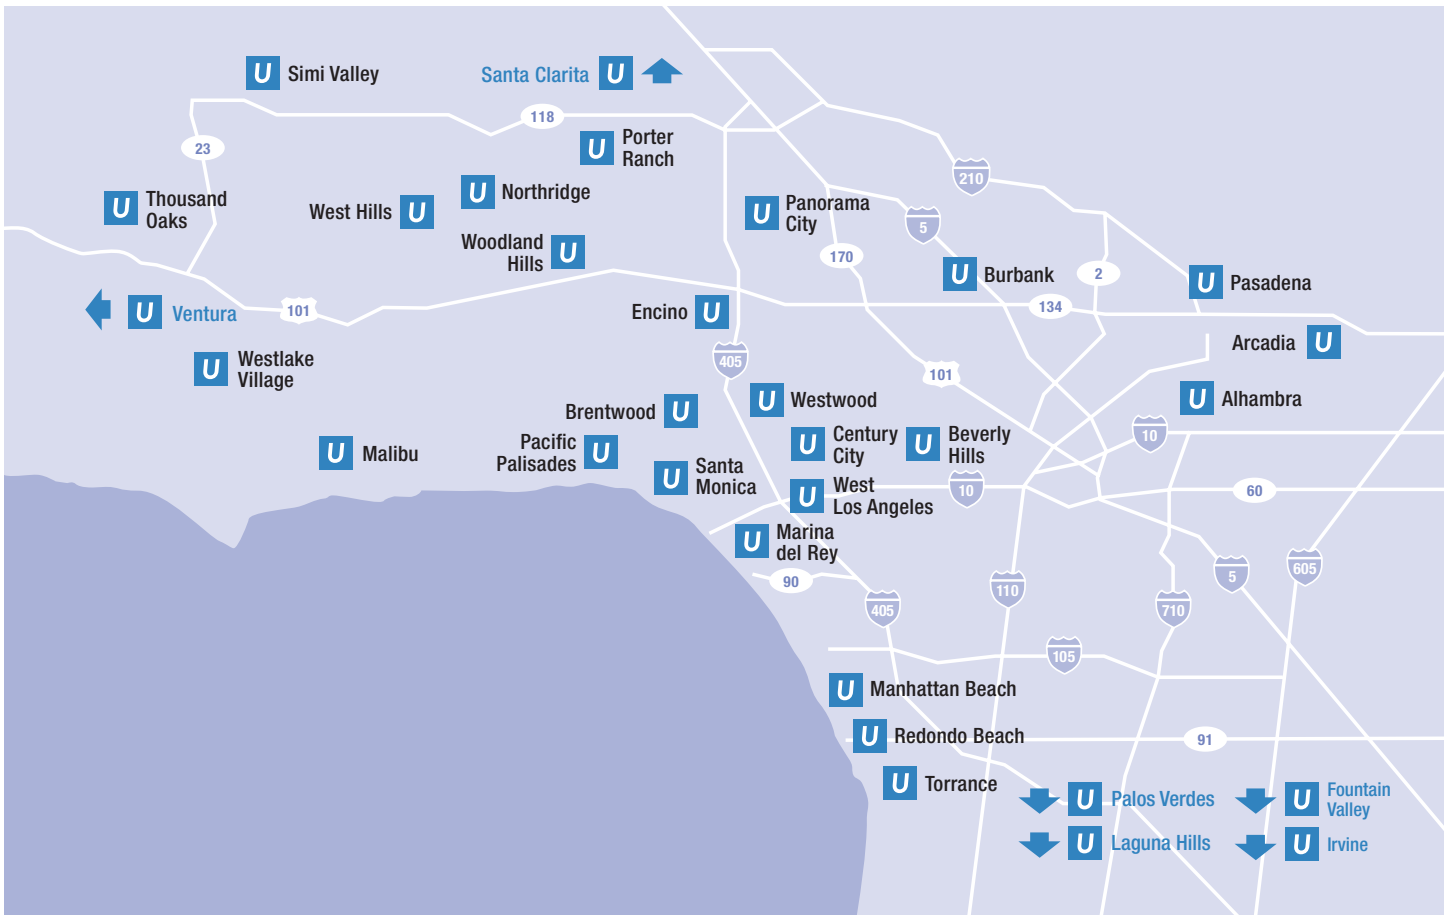 U Simi Valley
Santa Clarita U
118
U Porter
Ranch
23
U Thousand
Oaks
West Hills U
U Northridge
Woodland
Hills U
U Panorama
City
210
5
170
U Burbank
2
U Pasadena
U Ventura
101
Encino U
134
405
Arcadia U
U Westlake
Village
101
Brentwood U
U Westwood
U Alhambra
U Malibu
Pacific
Palisades U
U Santa
Monica
U Century
City
U Beverly
Hills
10
U West
Los Angeles
10
60
U Marina
del Rey
90
405
110
710
5
605
105
U Manhattan Beach
U Redondo Beach
91
U Torrance
U Palos Verdes
U Fountain
Valley
U Laguna Hills
U Irvine